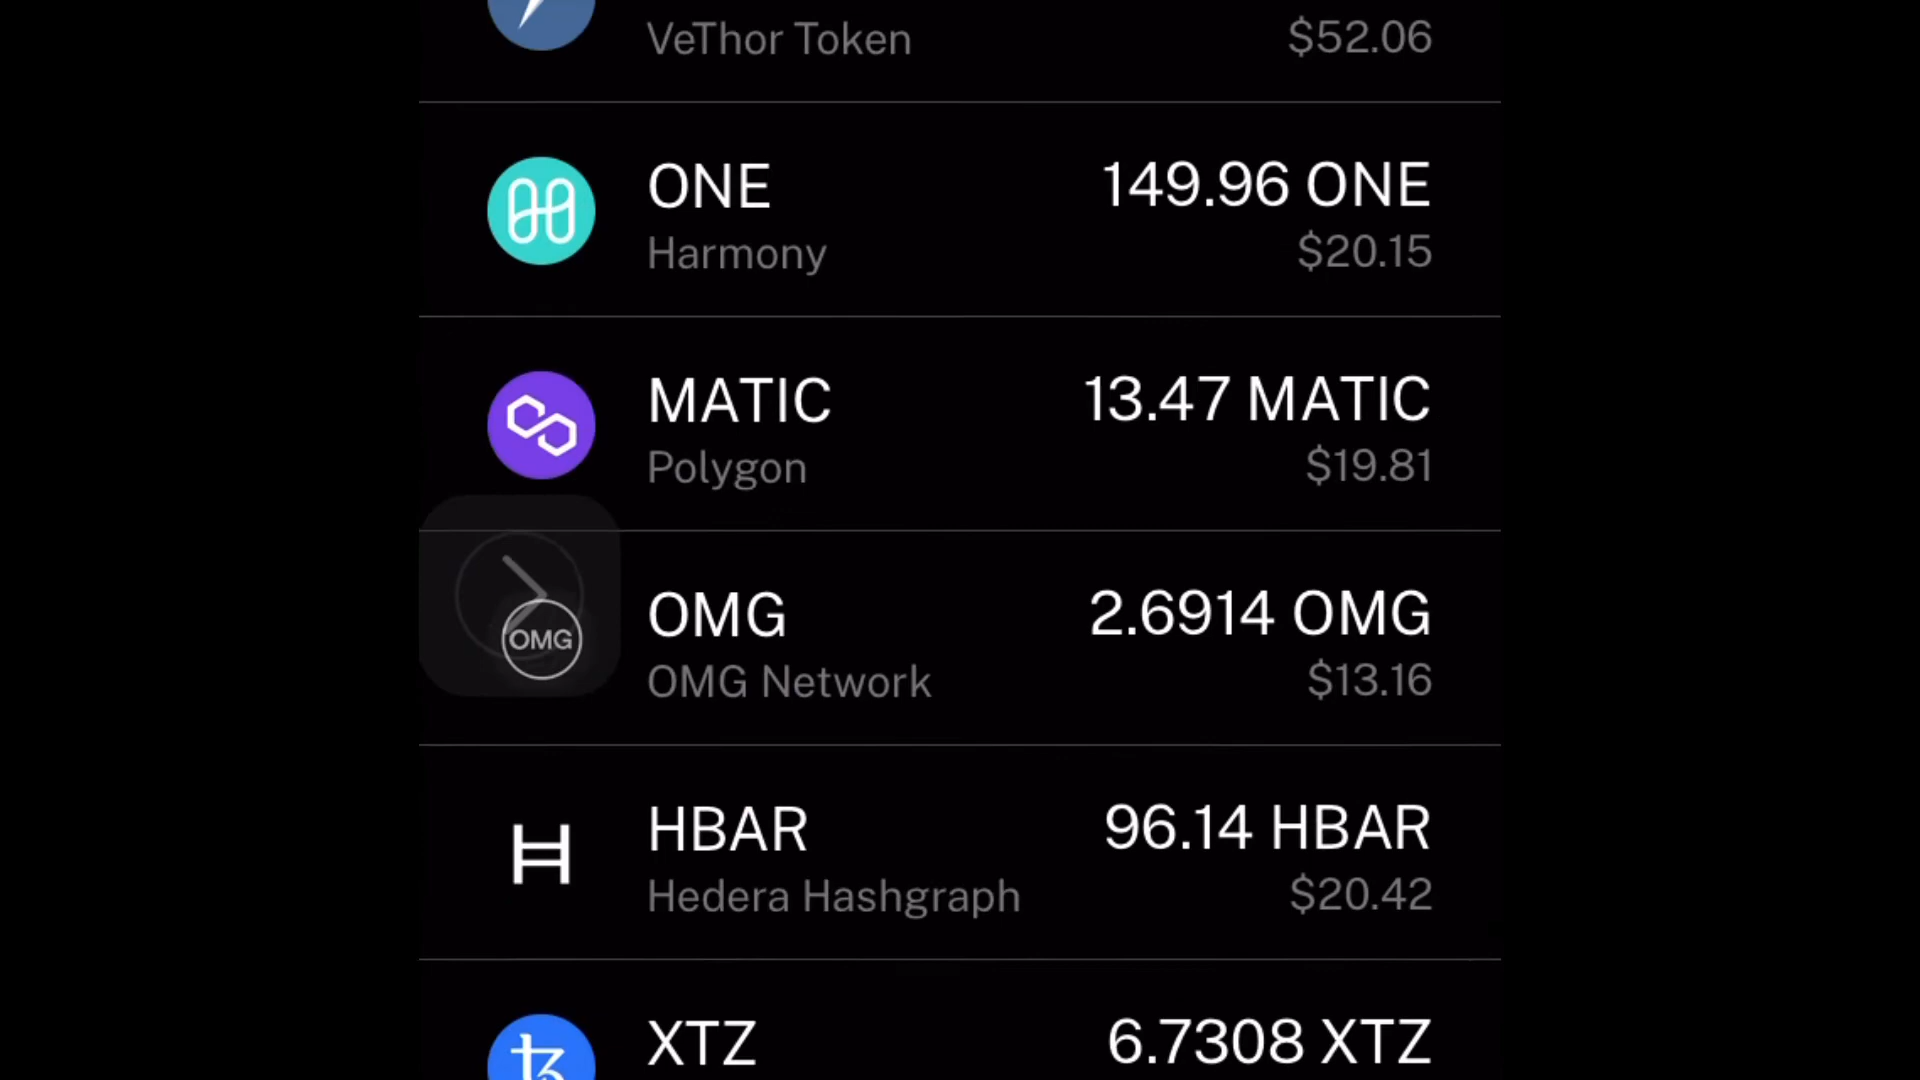 VeThor Token $52.06
ONE 149.96 ONE
Harmony $20.15
MATIC 13.47 MATIC
Polygon $19.81
OMG
OMG 2.6914 OMG
OMG Network $13.16
HBAR 96.14 HBAR
Hedera Hashgraph $20.42
XTZ 6.7308 XTZ